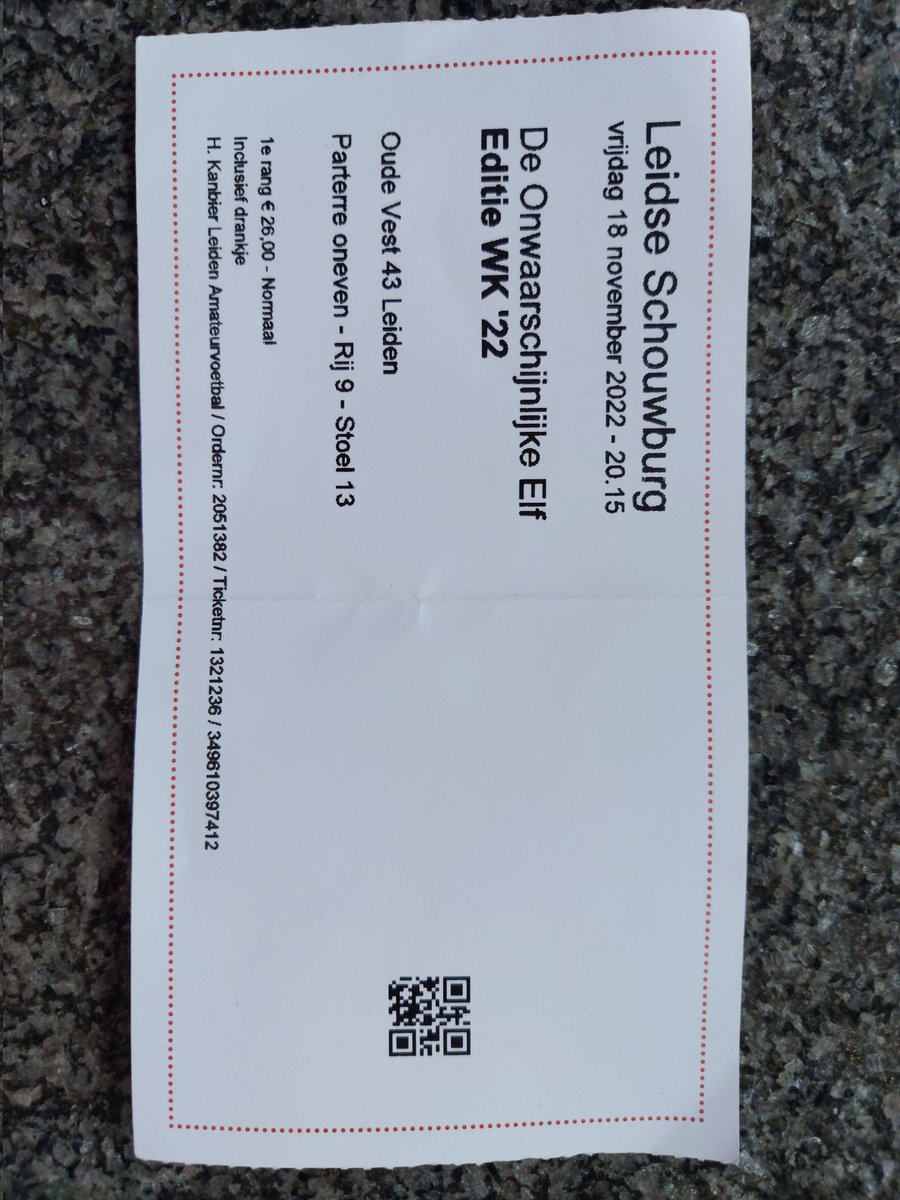 Leidse Schouwburg
vrijdag 18 november 2022 - 20.15
De Onwaarschijnlijke Elf
Editie WK '22
Oude Vest 43 Leiden
Parterre oneven - Rij 9 - Stoel 13
1e rang € 26,00 - Normaal
Inclusief drankje
H. Kanbier Leiden Amateurvoetbal / Ordernr: 2051382 / Ticketnr: 1321236 / 349610397412